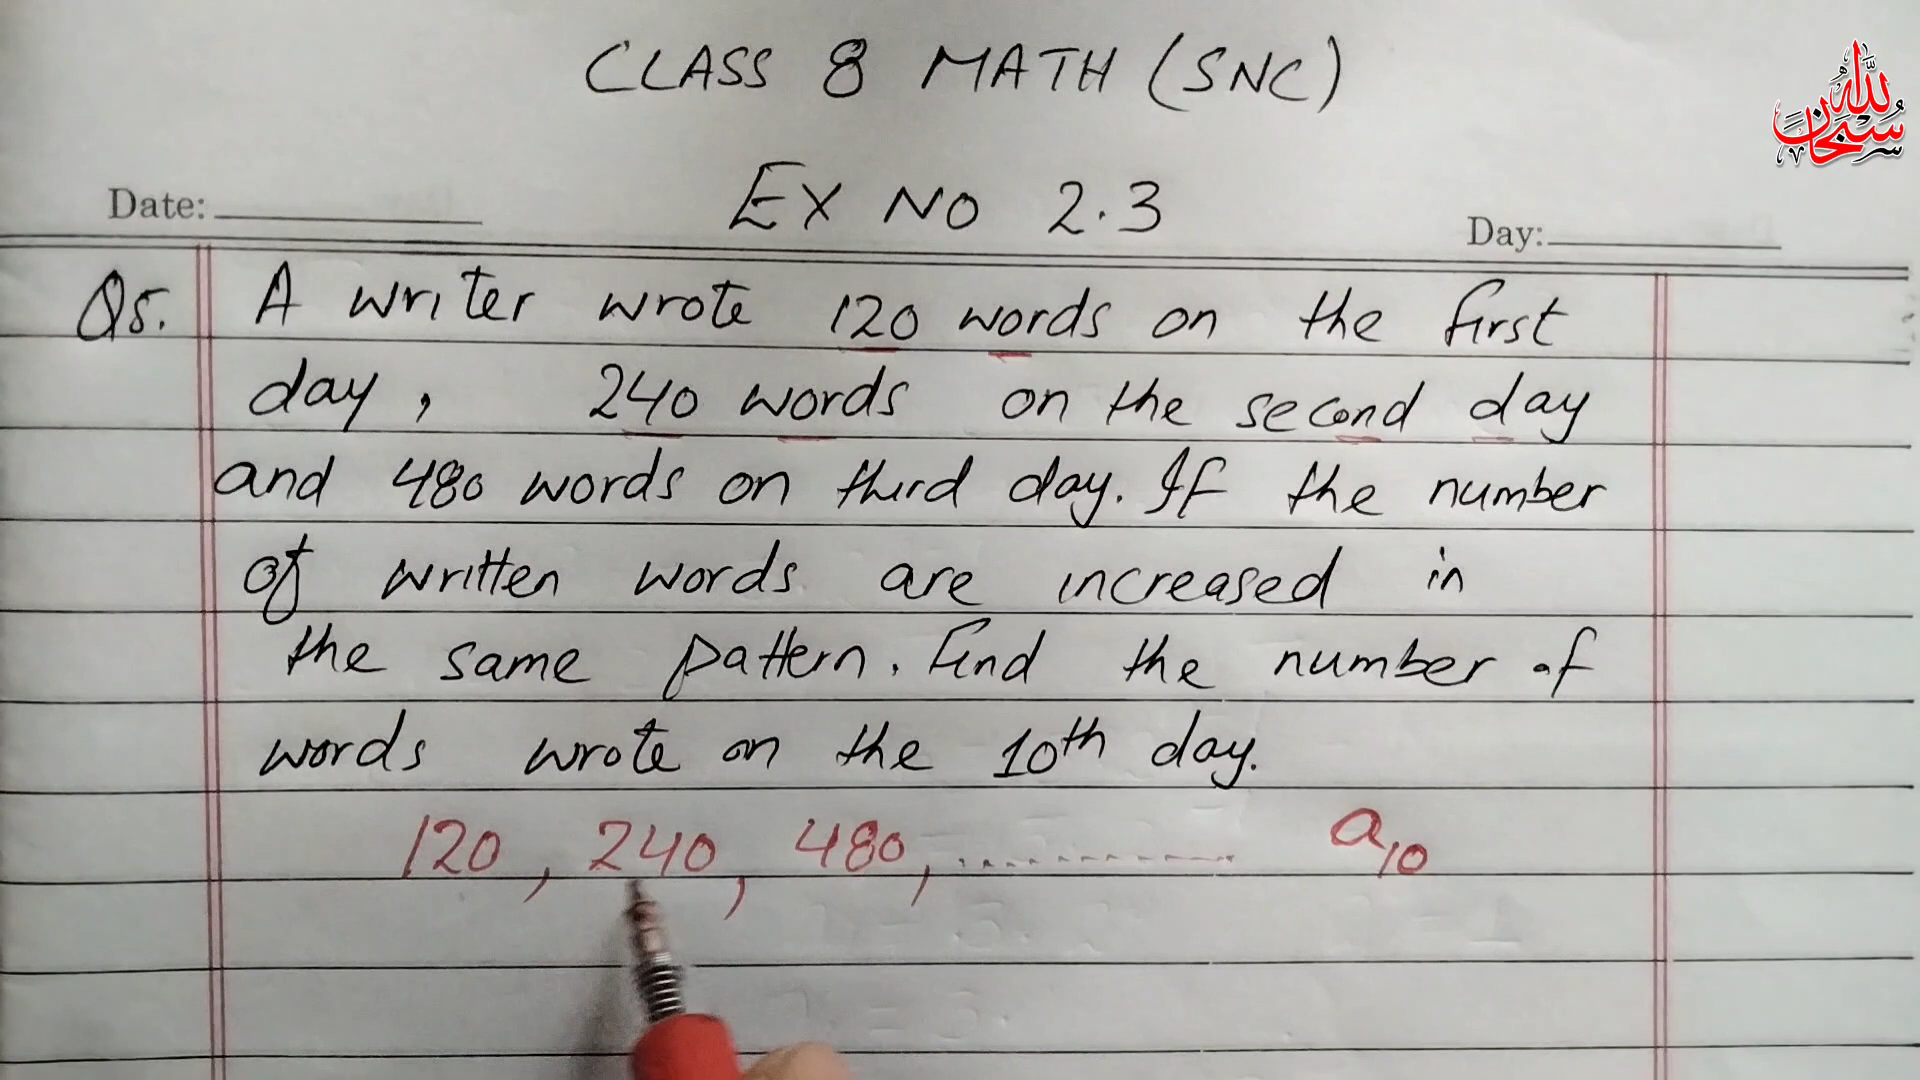 CLASS 8 MATH (SNC)
سبحان الله
EX NO 2.3
Date:
Day:
Q5. A writer wrote 120 words on the first
day, 240 words on the second day
and 480 words on third day. If the number
of written words are increased in
the same pattern. Find the number of
words wrote on the 10th day.
120, 240, 480, ............... a10